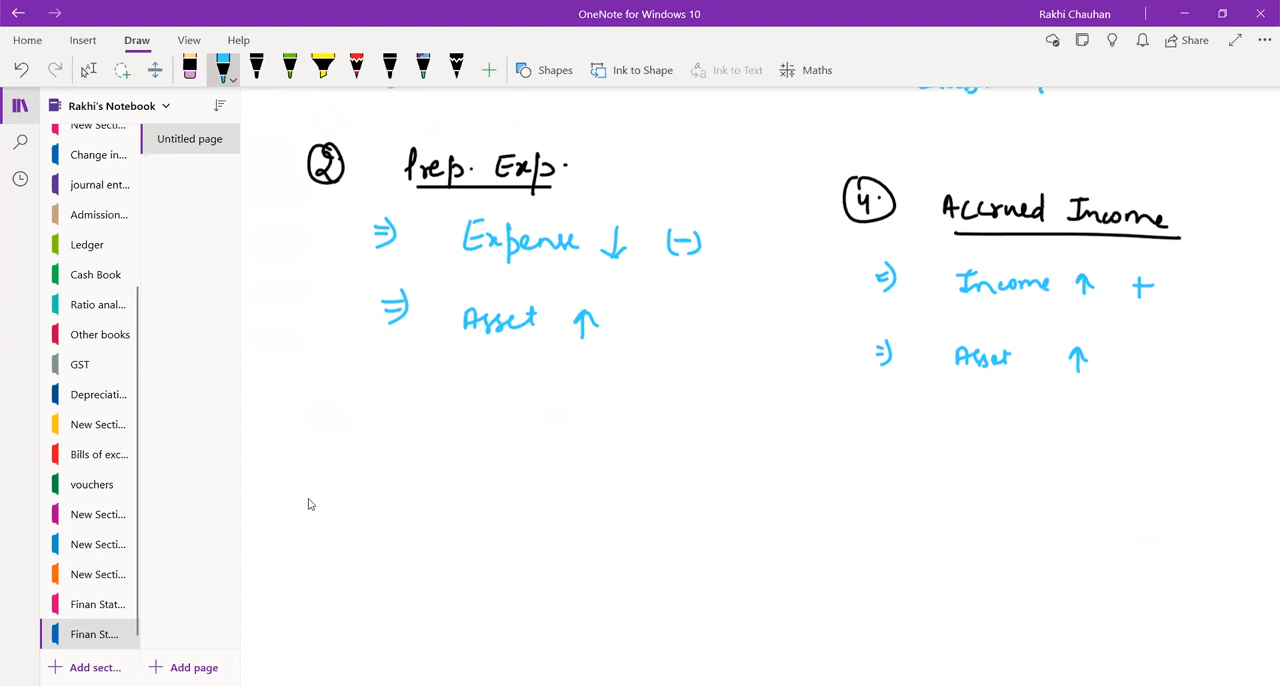 OneNote for Windows 10
Rakhi Chauhan
Home Insert Draw View Help
Share
Shapes Ink to Shape Ink to Text Maths
Rakhi's Notebook
New Secti...
Change in...
journal ent...
Admission...
Ledger
Cash Book
Ratio anal...
Other books
GST
Depreciati...
New Secti...
Bills of exc...
vouchers
New Secti...
New Secti...
New Secti...
Finan Stat...
Finan St....
Add sect...
Untitled page
Add page
2. Prep. Exp.
⇒ Expense ↓ (-)
⇒ Asset ↑
4. Accrued Income
⇒ Income ↑ +
⇒ Asset ↑